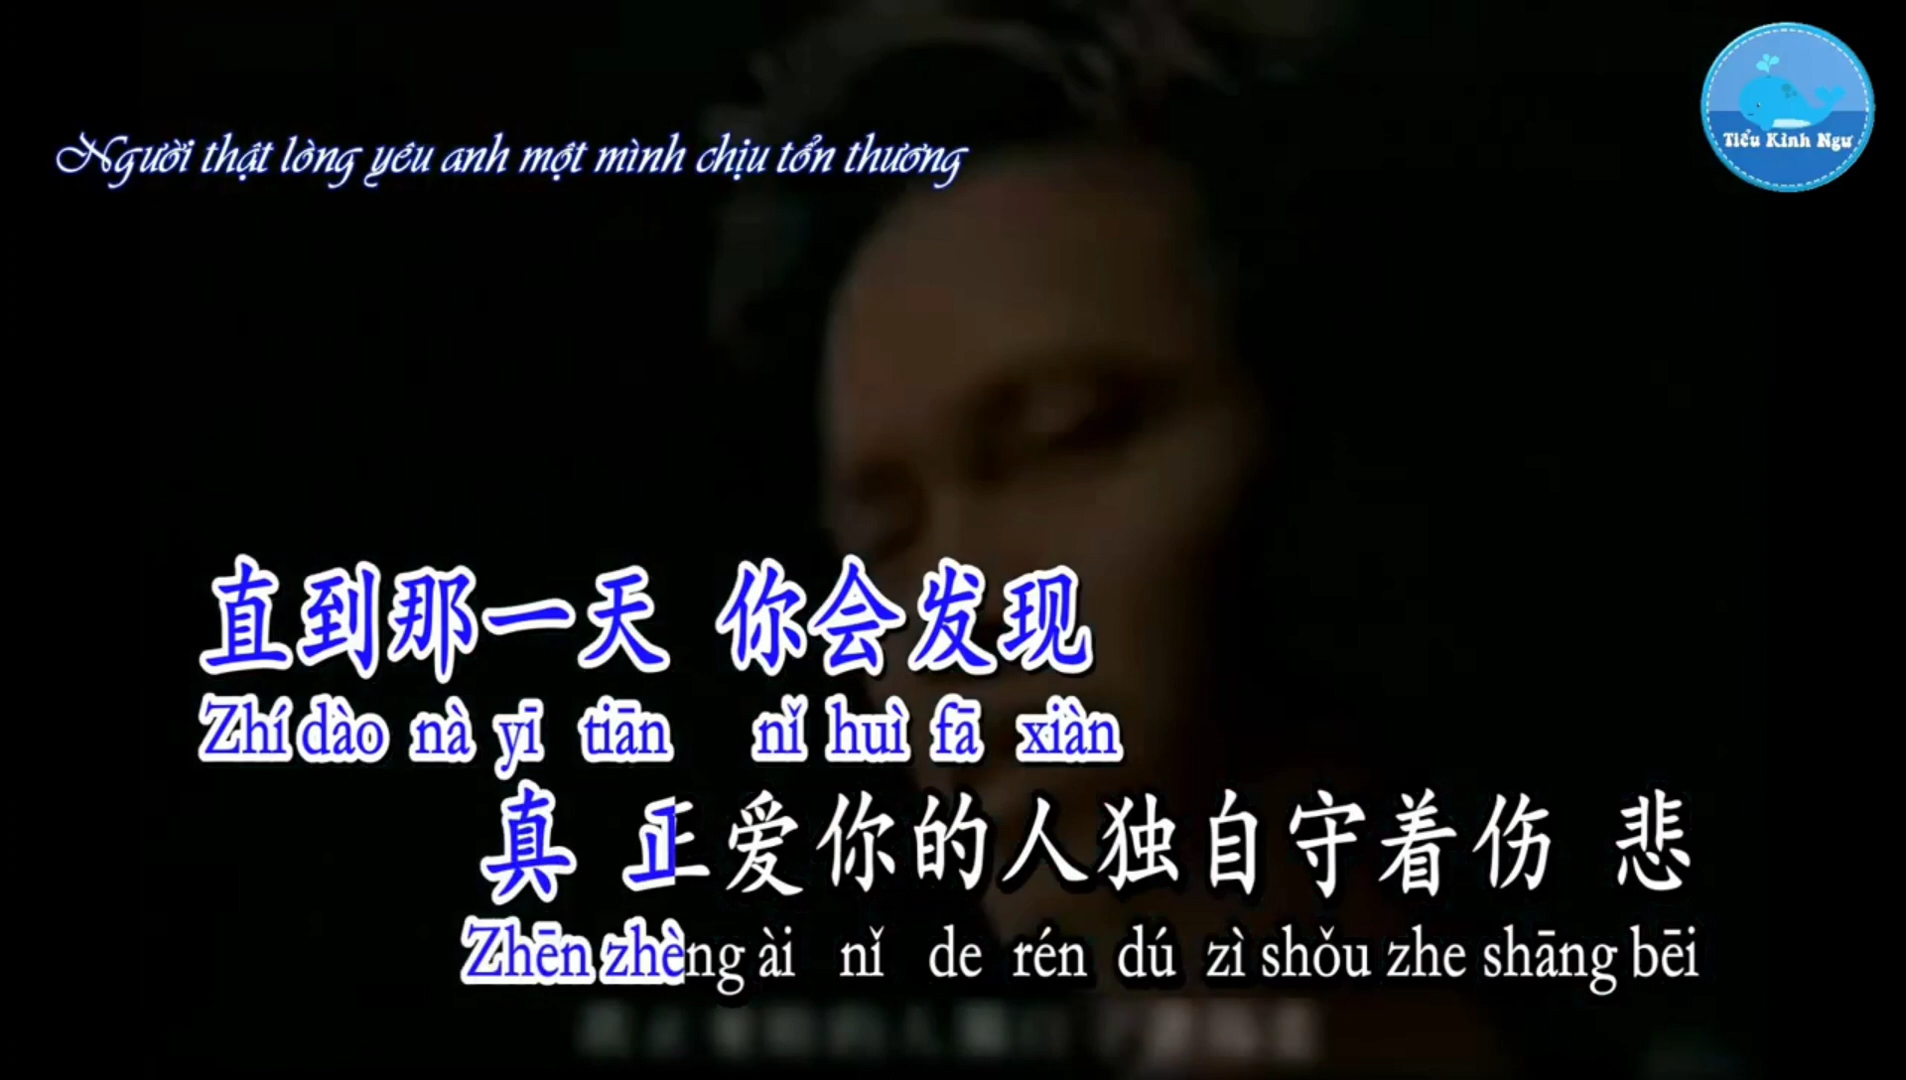 Người thật lòng yêu anh một mình chịu tổn thương
Tiểu Kình Ngư
直到那一天 你会发现
Zhí dào nà yī tiān nǐ huì fā xiàn
真 正爱你的人独自守着伤 悲
Zhēn zhèng ài nǐ de rén dú zì shǒu zhe shāng bēi